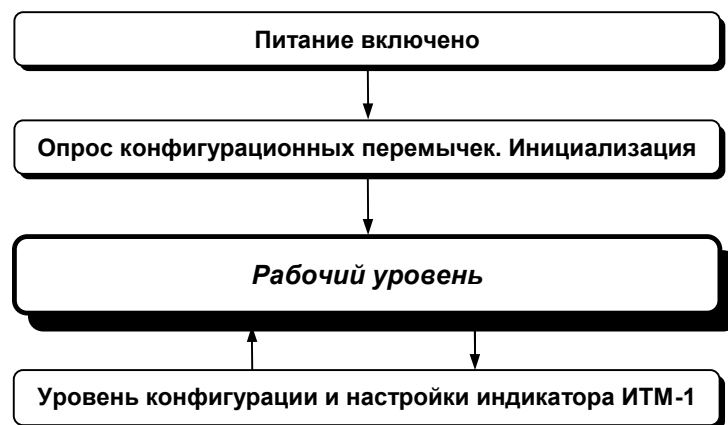 Питание включено
Опрос конфигурационных перемычек. Инициализация
Рабочий уровень
Уровень конфигурации и настройки индикатора ИТМ-1